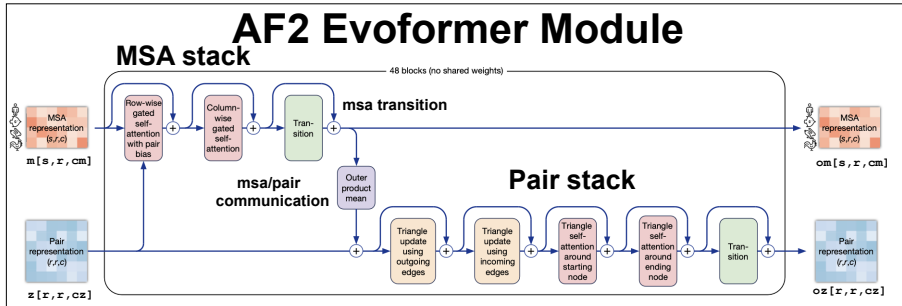 AF2 Evoformer Module
MSA stack
48 blocks (no shared weights)
MSA
representation
(s,r,c)
m[s,r,cm]
Row-wise
gated
self-
attention
with pair
bias
+
Column-
wise
gated
self-
attention
+
Tran-
sition
+
msa transition
MSA
representation
(s,r,c)
om[s,r,cm]
msa/pair
communication
Outer
product
mean
Pair stack
Pair
representation
(r,r,c)
z[r,r,cz]
+
Triangle
update
using
outgoing
edges
+
Triangle
update
using
incoming
edges
+
Triangle
self-
attention
around
starting
node
+
Triangle
self-
attention
around
ending
node
+
Tran-
sition
+
Pair
representation
(r,r,c)
oz[r,r,cz]